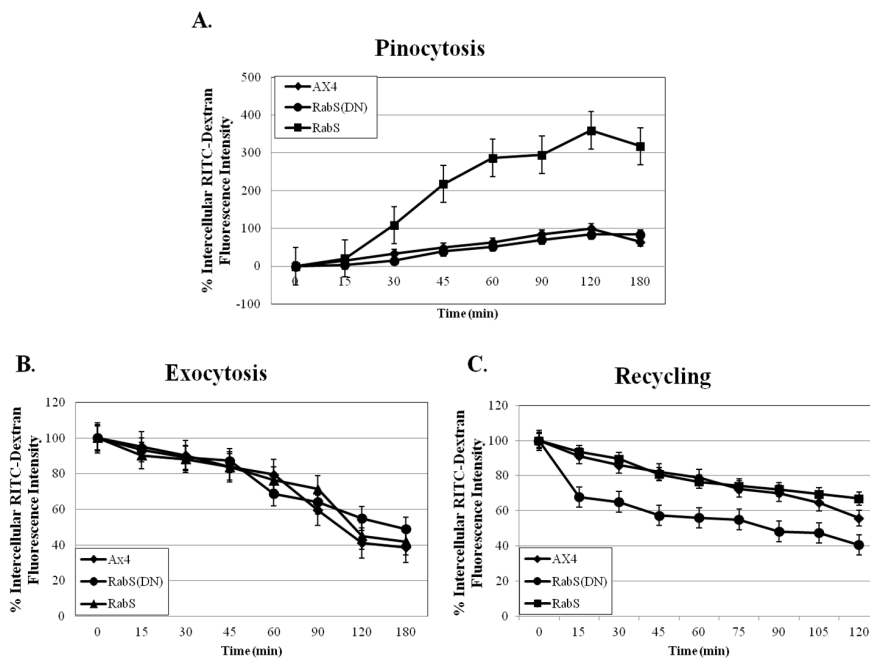 A.
Pinocytosis
% Intercellular RITC-Dextran
Fluorescence Intensity
500
400
300
200
100
0
-100
AX4
RabS(DN)
RabS
0 15 30 45 60 90 120 180
Time (min)
B.
Exocytosis
% Intercellular RITC-Dextran
Fluorescence Intensity
120
100
80
60
40
20
0
Ax4
RabS(DN)
RabS
0 15 30 45 60 90 120 180
Time (min)
C.
Recycling
% Intercellular RITC-Dextran
Fluorescence Intensity
120
100
80
60
40
20
0
AX4
RabS(DN)
RabS
0 15 30 45 60 75 90 105 120
Time (min)